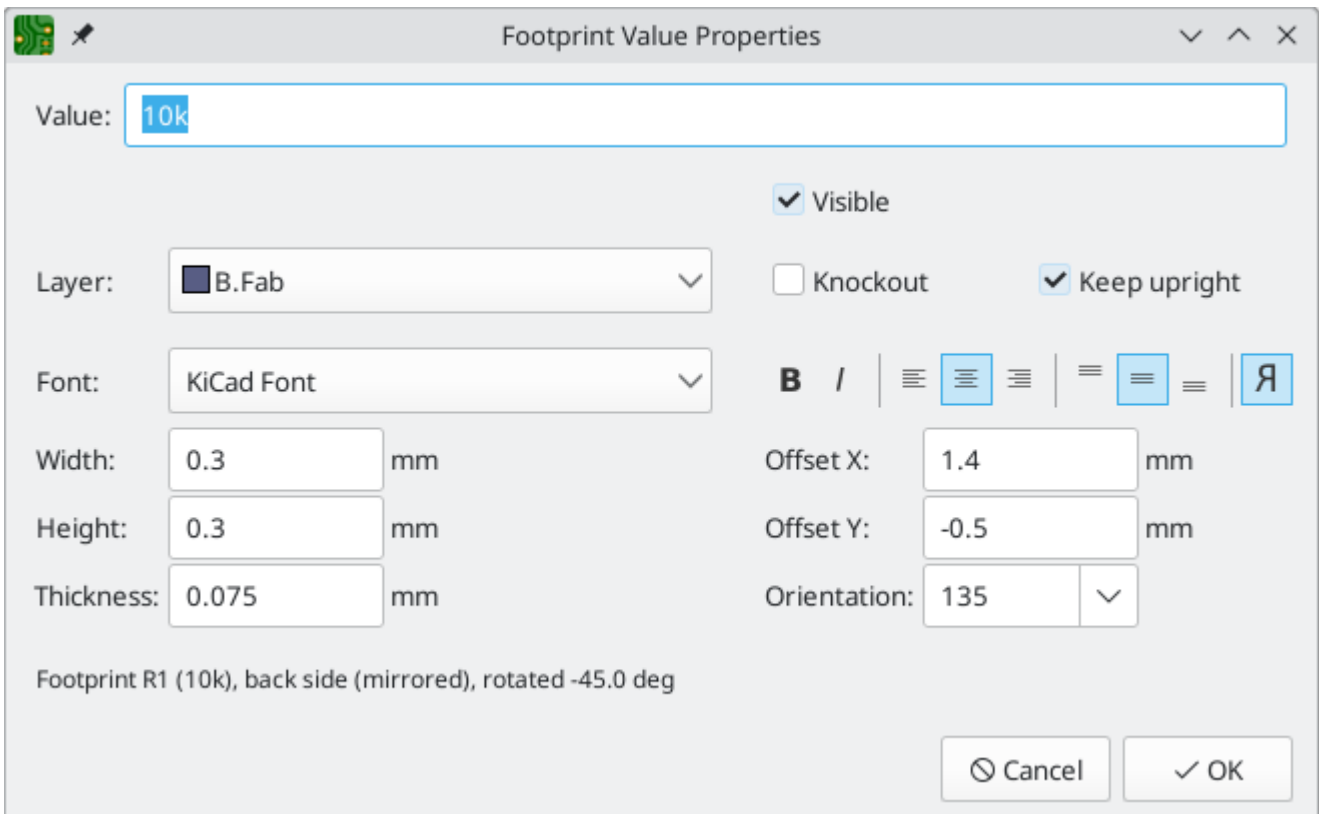 Footprint Value Properties
Value: 10k
Visible
Layer: B.Fab Knockout Keep upright
Font: KiCad Font B I Я
Width: 0.3 mm Offset X: 1.4 mm
Height: 0.3 mm Offset Y: -0.5 mm
Thickness: 0.075 mm Orientation: 135
Footprint R1 (10k), back side (mirrored), rotated -45.0 deg
Cancel OK